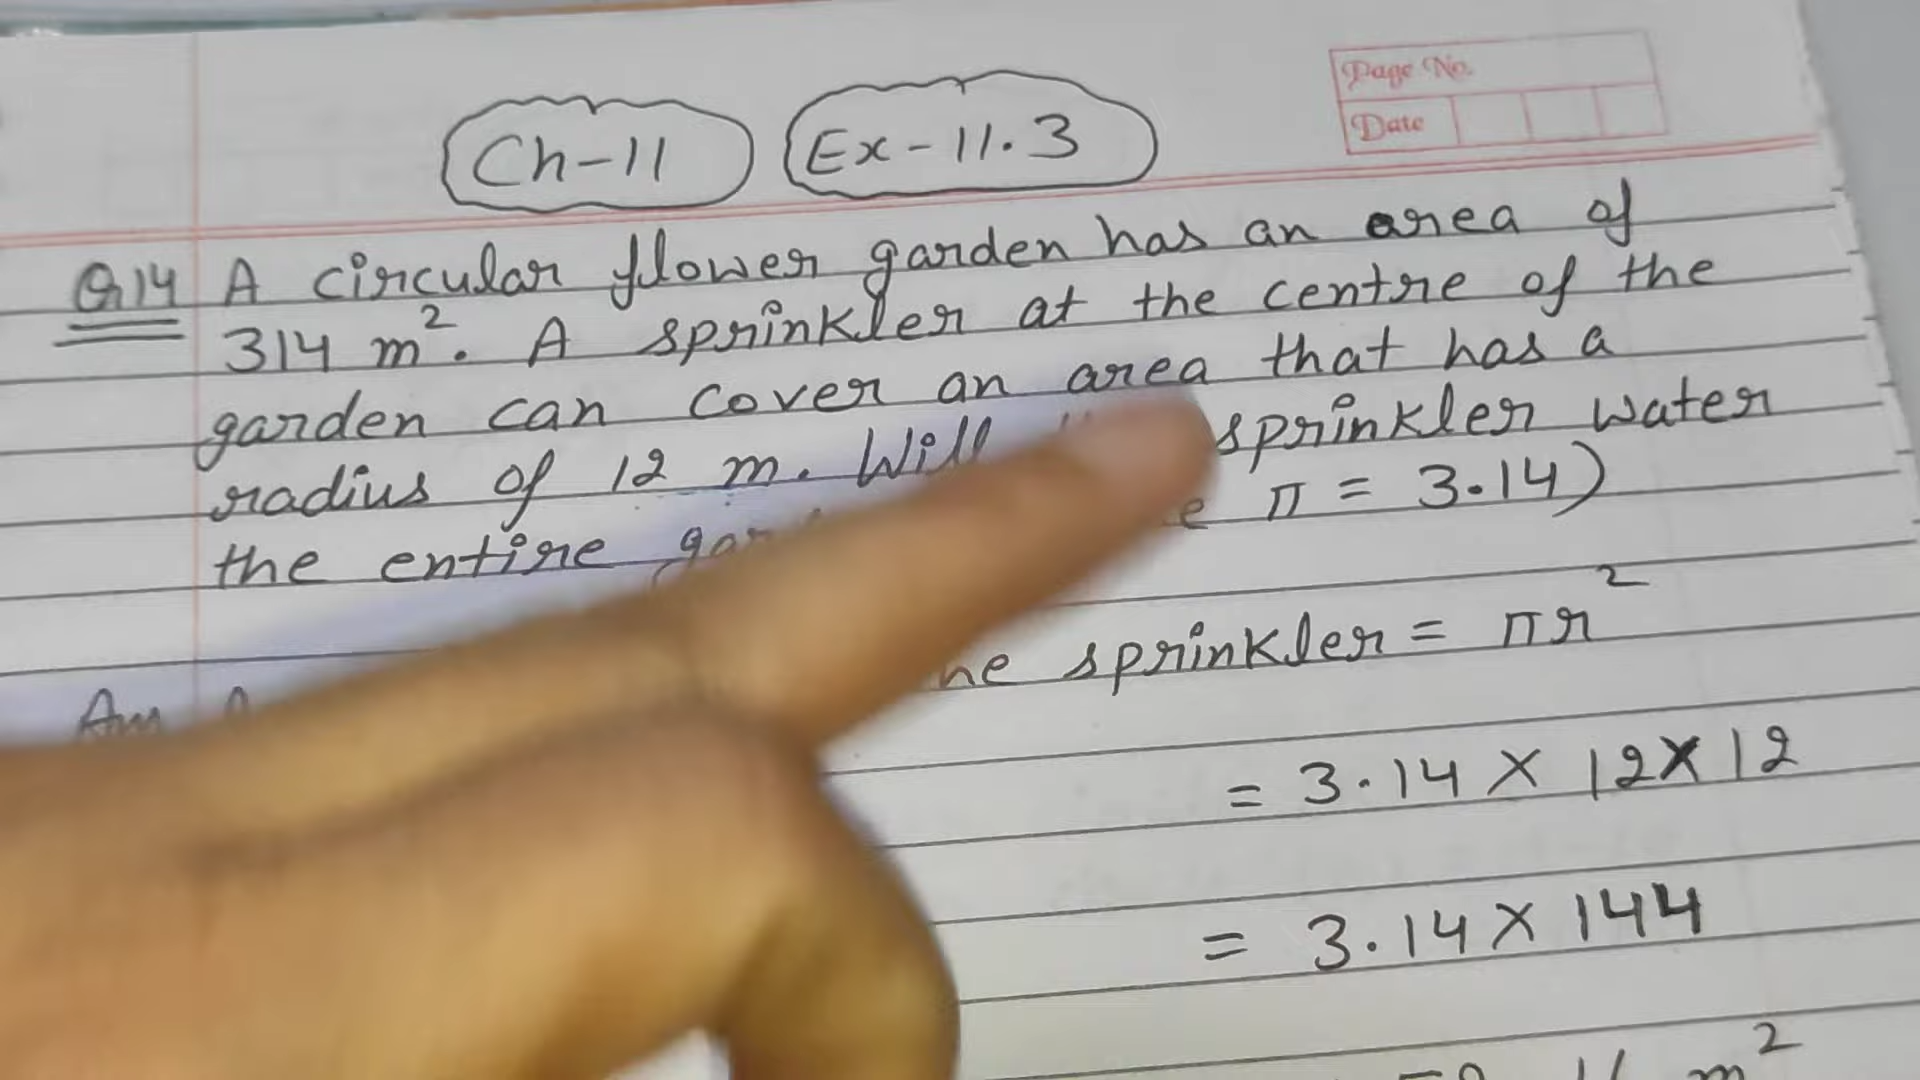 Page No.
Date
Ch-11 Ex-11.3
Q.14 A circular flower garden has an area of
314 m². A sprinkler at the centre of the
garden can cover an area that has a
radius of 12 m. Will sprinkler water
the entire π = 3.14)
sprinkler = πr²
= 3.14 × 12×12
= 3.14 × 144
m²